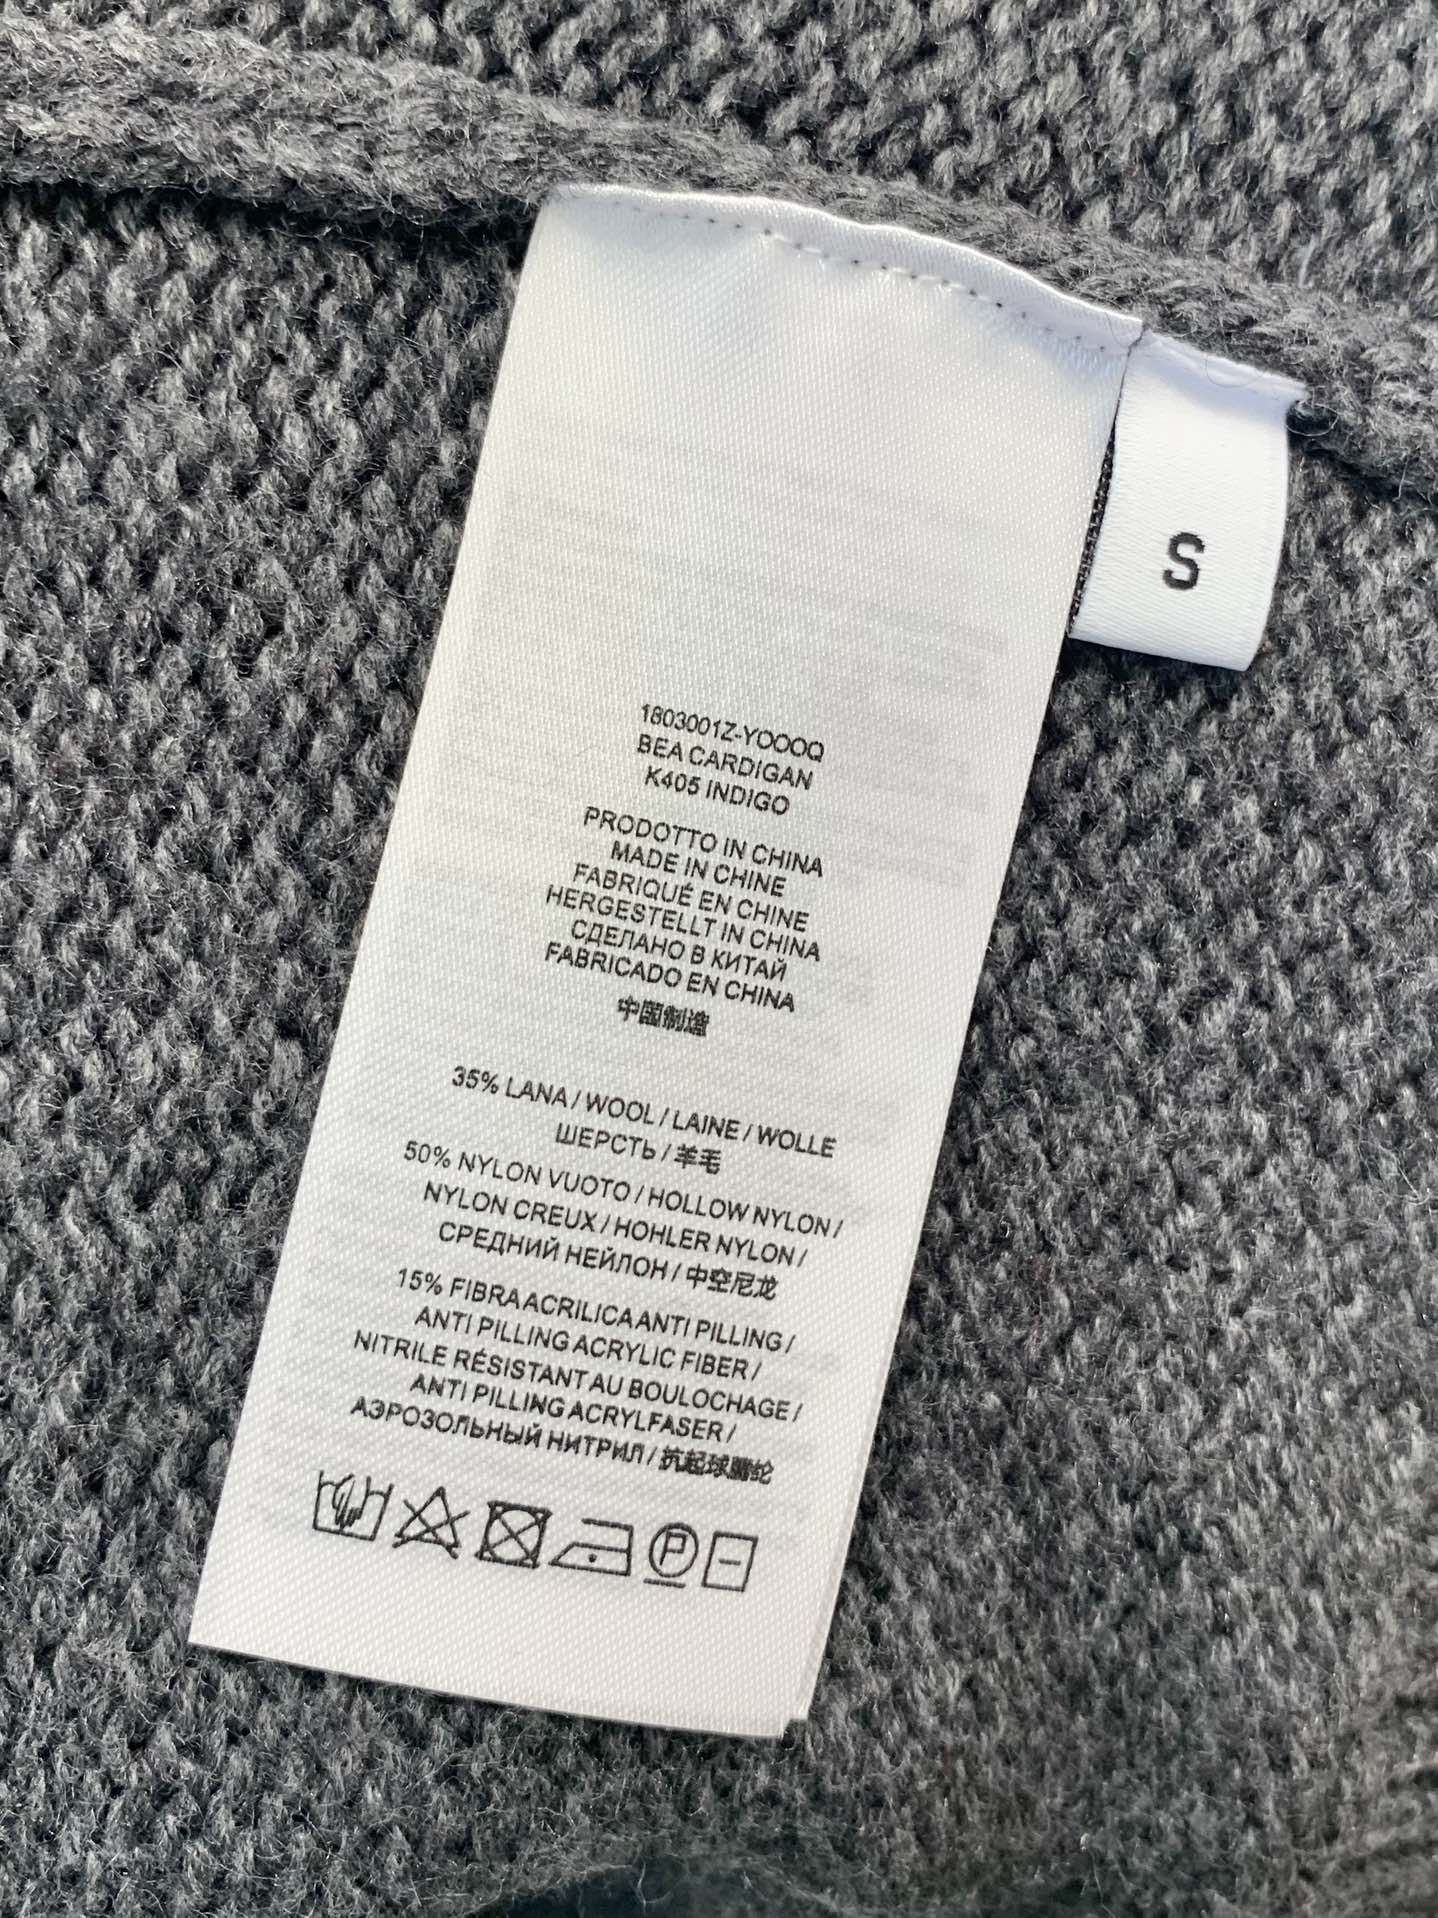 S
1803001Z-YOOOQ
BEA CARDIGAN
K405 INDIGO
PRODOTTO IN CHINA
MADE IN CHINE
FABRIQUÉ EN CHINE
HERGESTELLT IN CHINA
СДЕЛАНО В КИТАЙ
FABRICADO EN CHINA
中国制造
35% LANA / WOOL / LAINE / WOLLE
ШЕРСТЬ / 羊毛
50% NYLON VUOTO / HOLLOW NYLON /
NYLON CREUX / HOHLER NYLON /
СРЕДНИЙ НЕЙЛОН / 中空尼龙
15% FIBRA ACRILICA ANTI PILLING /
ANTI PILLING ACRYLIC FIBER /
NITRILE RÉSISTANT AU BOULOCHAGE /
ANTI PILLING ACRYLFASER /
АЭРОЗОЛЬНЫЙ НИТРИЛ / 抗起球腈纶
P